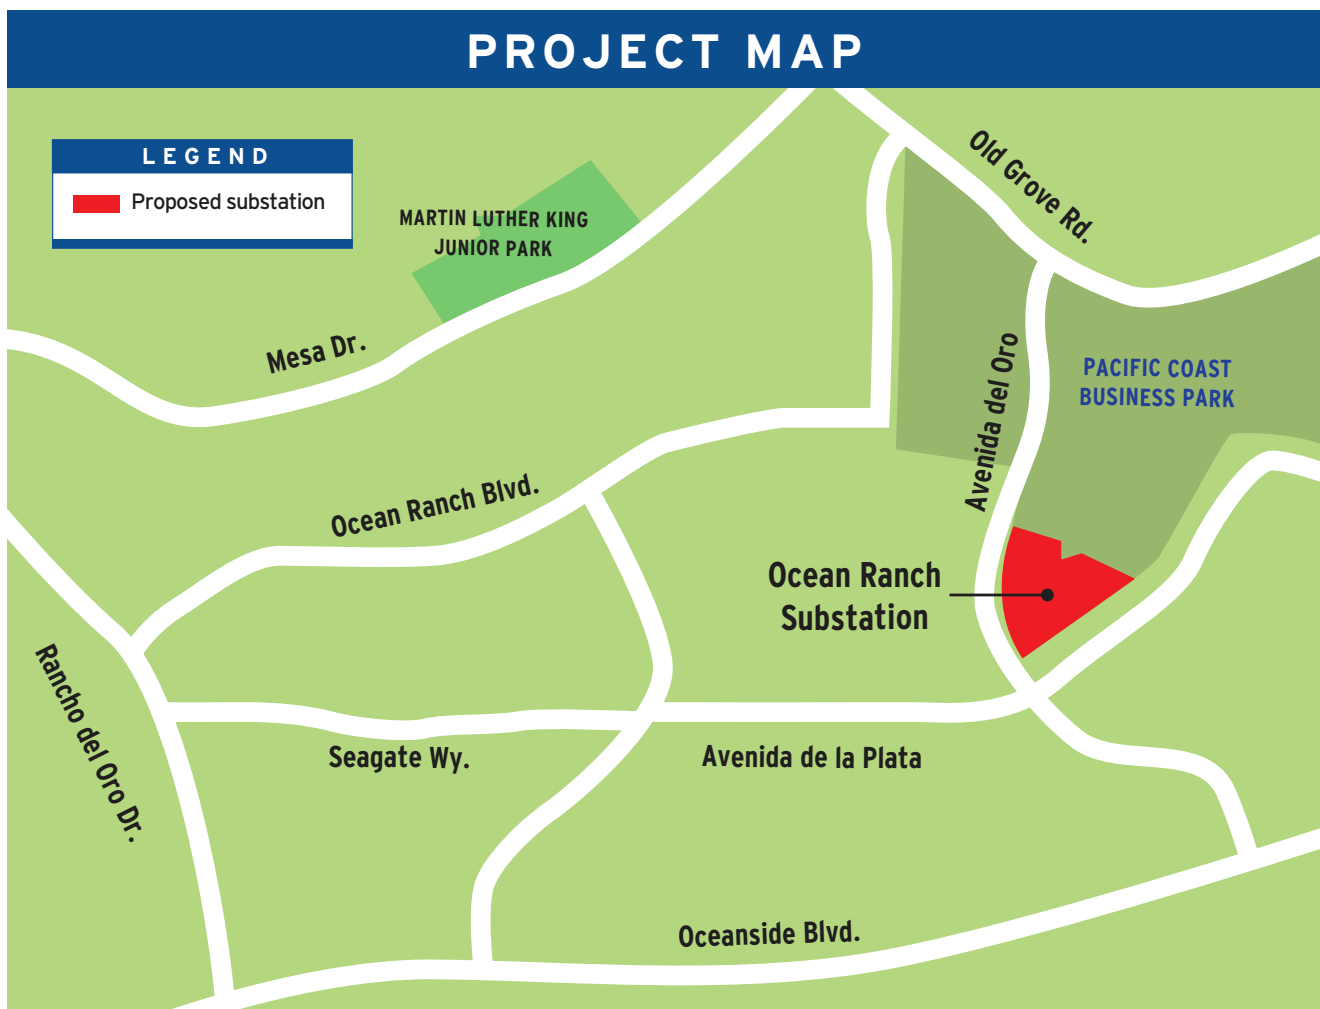 PROJECT MAP
LEGEND
Proposed substation
MARTIN LUTHER KING
JUNIOR PARK
Old Grove Rd.
Mesa Dr.
Avenida del Oro
PACIFIC COAST
BUSINESS PARK
Ocean Ranch Blvd.
Ocean Ranch
Substation
Rancho del Oro Dr.
Seagate Wy.
Avenida de la Plata
Oceanside Blvd.